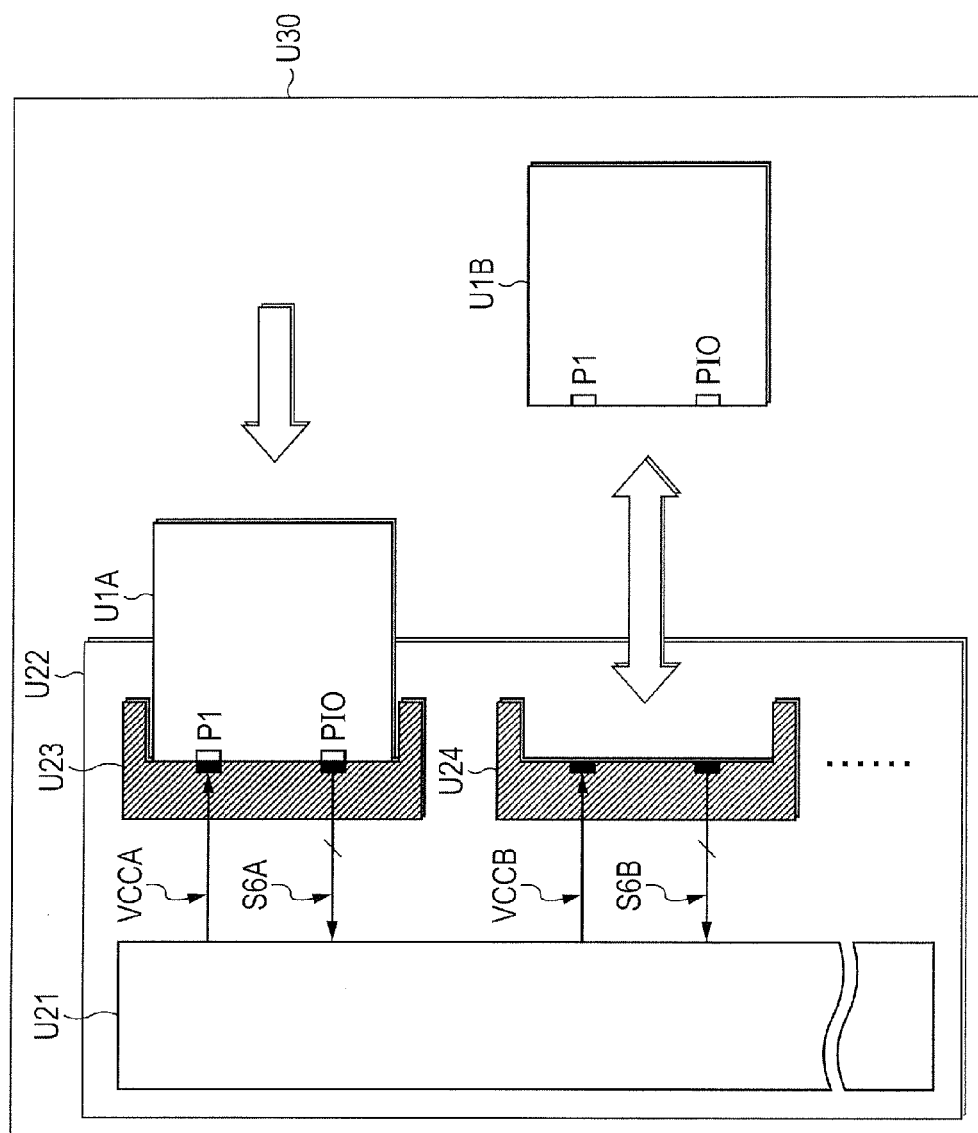 U30
U1B
P1
PIO
U1A
U22
U23
P1
PIO
U24
VCCA
S6A
VCCB
S6B
U21
......